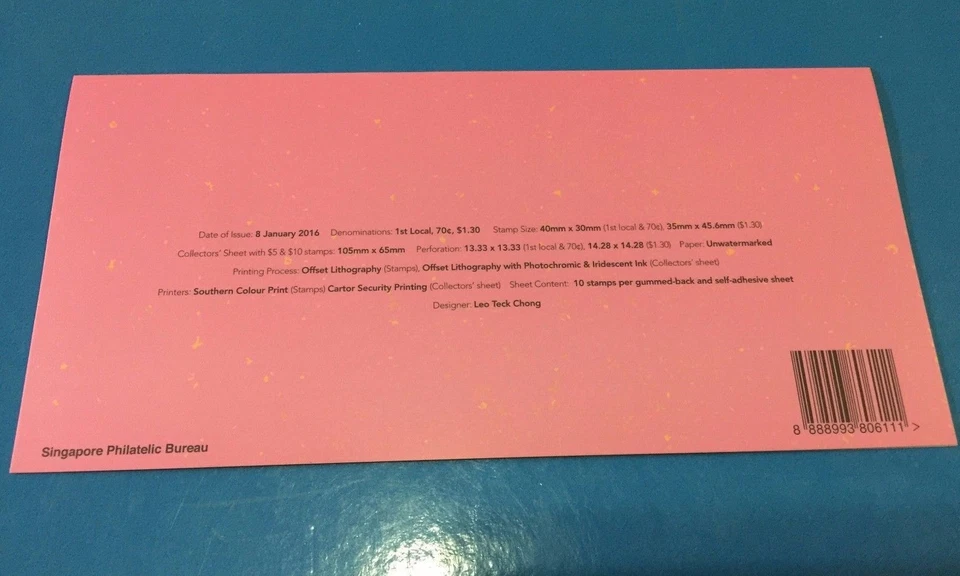 Date of Issue: 8 January 2016 Denominations: 1st Local, 70¢, $1.30 Stamp Size: 40mm x 30mm (1st local & 70¢), 35mm x 45.6mm ($1.30)
Collectors' Sheet with $5 & $10 stamps: 105mm x 65mm Perforation: 13.33 x 13.33 (1st local & 70¢), 14.28 x 14.28 ($1.30) Paper: Unwatermarked
Printing Process: Offset Lithography (Stamps), Offset Lithography with Photochromic & Iridescent Ink (Collectors' sheet)
Printers: Southern Colour Print (Stamps) Cartor Security Printing (Collectors' sheet) Sheet Content: 10 stamps per gummed-back and self-adhesive sheet
Designer: Leo Teck Chong
8 888993 806111 >
Singapore Philatelic Bureau